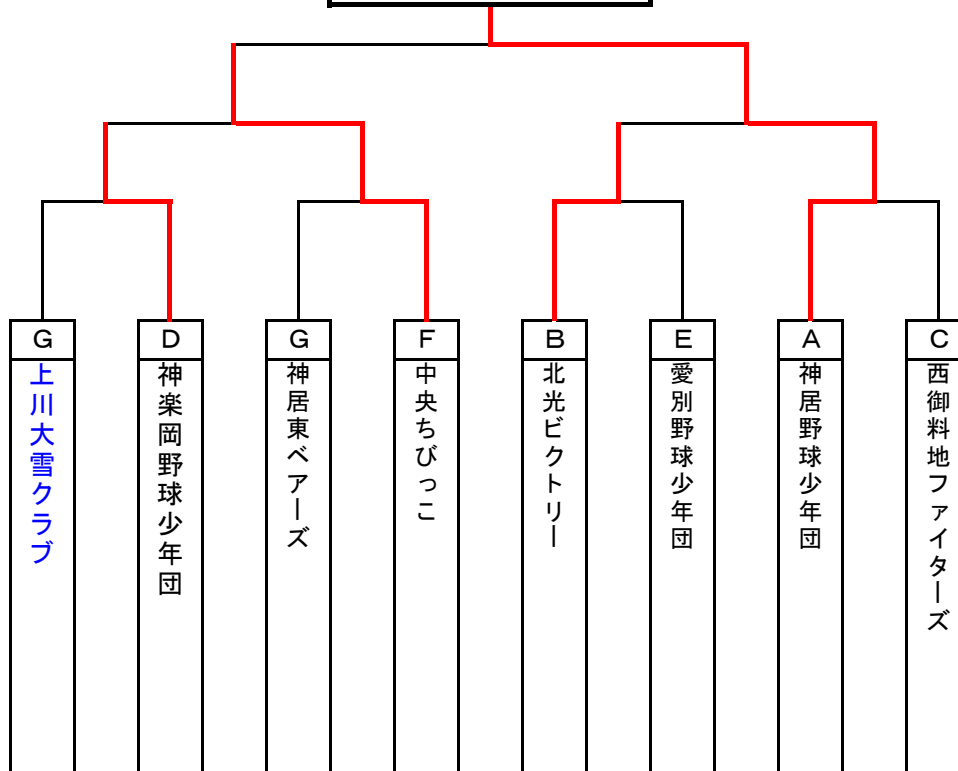 G
D
G
F
B
E
A
C
上川大雪クラブ
神楽岡野球少年団
神居東ベアーズ
中央ちびっこ
北光ビクトリー
愛別野球少年団
神居野球少年団
西御料地ファイターズ